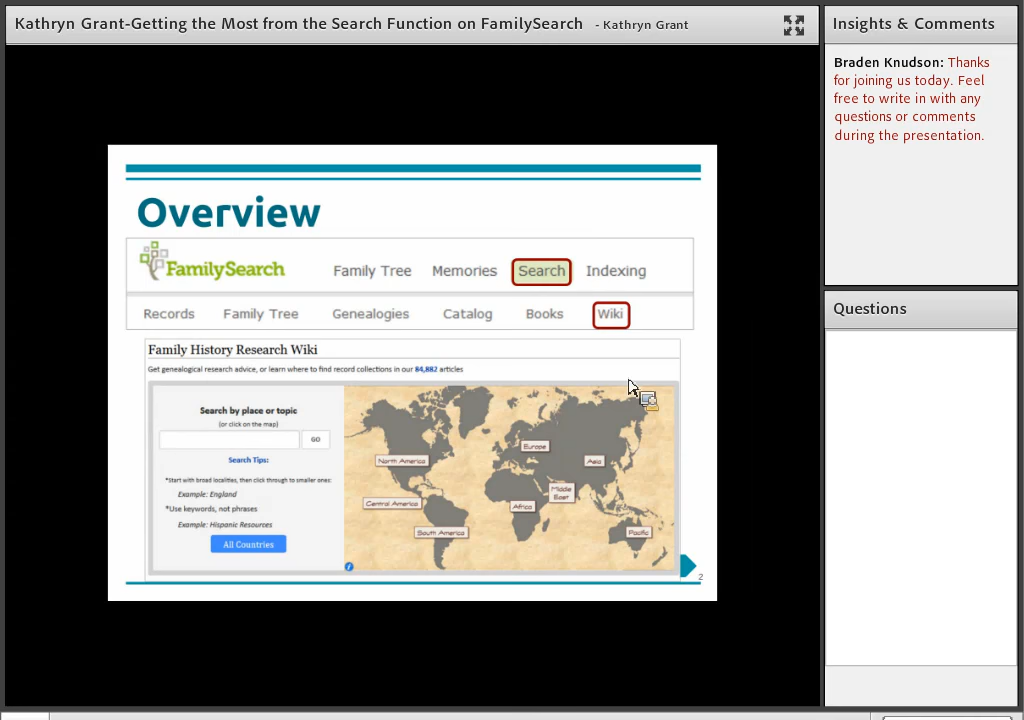 Kathryn Grant-Getting the Most from the Search Function on FamilySearch - Kathryn Grant
Insights & Comments
Braden Knudson: Thanks
for joining us today. Feel
free to write in with any
questions or comments
during the presentation.
Questions
Overview
FamilySearch Family Tree Memories Search Indexing
Records Family Tree Genealogies Catalog Books Wiki
Family History Research Wiki
Get genealogical research advice, or learn where to find record collections in our 84,882 articles
Search by place or topic
(or click on the map)
GO
Search Tips:
*Start with broad localities, then click through to smaller ones:
Example: England
*Use keywords, not phrases
Example: Hispanic Resources
All Countries
North America
Europe
Asia
Middle
East
Central America
Africa
South America
Pacific
2